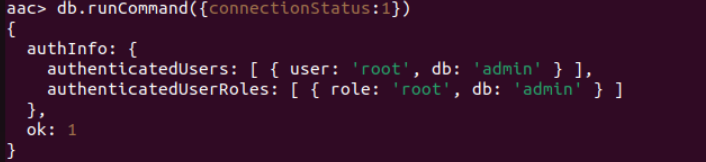 aac> db.runCommand({connectionStatus:1})
{
  authInfo: {
    authenticatedUsers: [ { user: 'root', db: 'admin' } ],
    authenticatedUserRoles: [ { role: 'root', db: 'admin' } ]
  },
  ok: 1
}